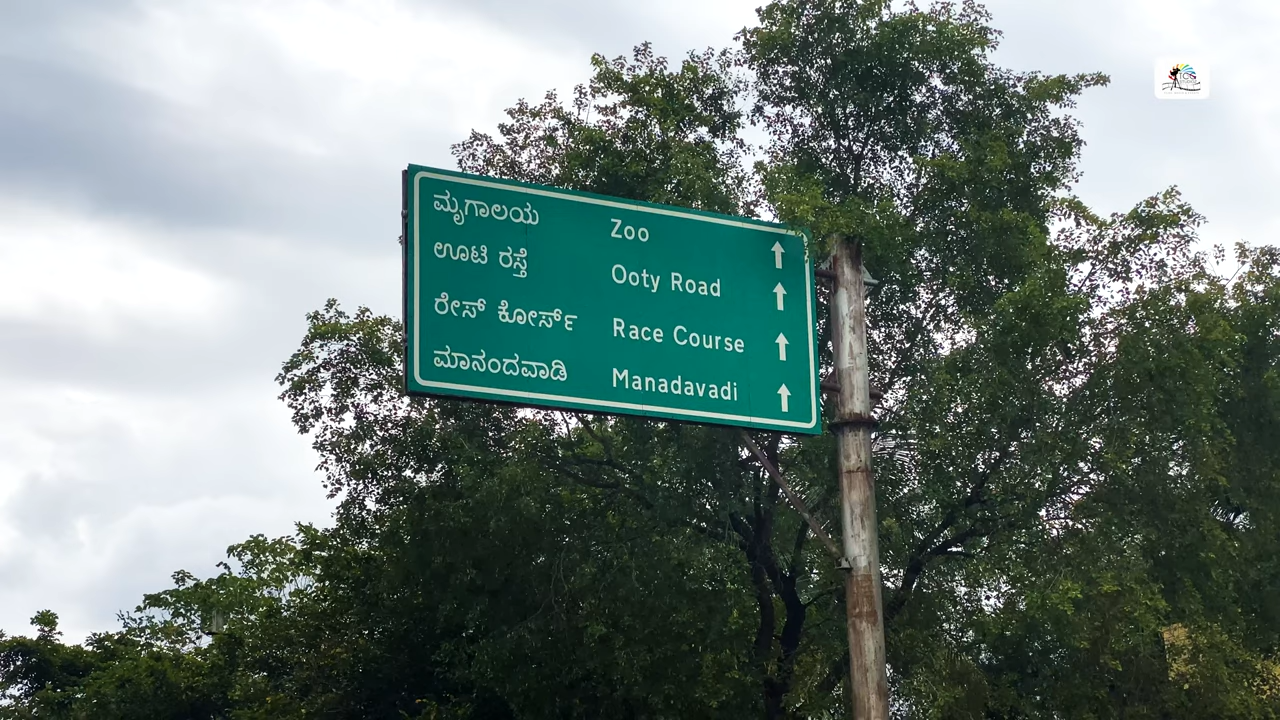 ಮೃಗಾಲಯ Zoo ↑
ಊಟಿ ರಸ್ತೆ Ooty Road ↑
ರೇಸ್ ಕೋರ್ಸ್ Race Course ↑
ಮಾನಂದವಾಡಿ Manadavadi ↑